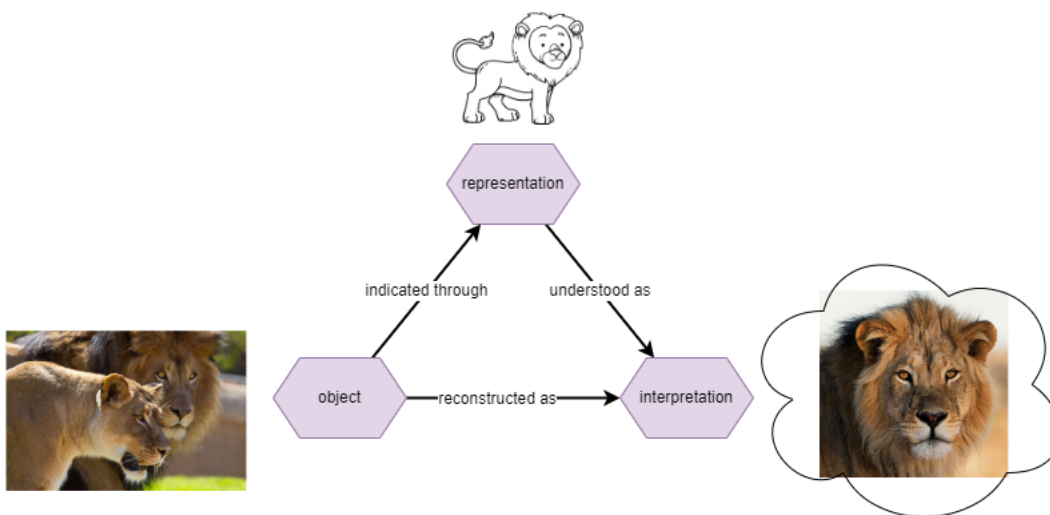 representation
indicated through
understood as
object
reconstructed as
interpretation